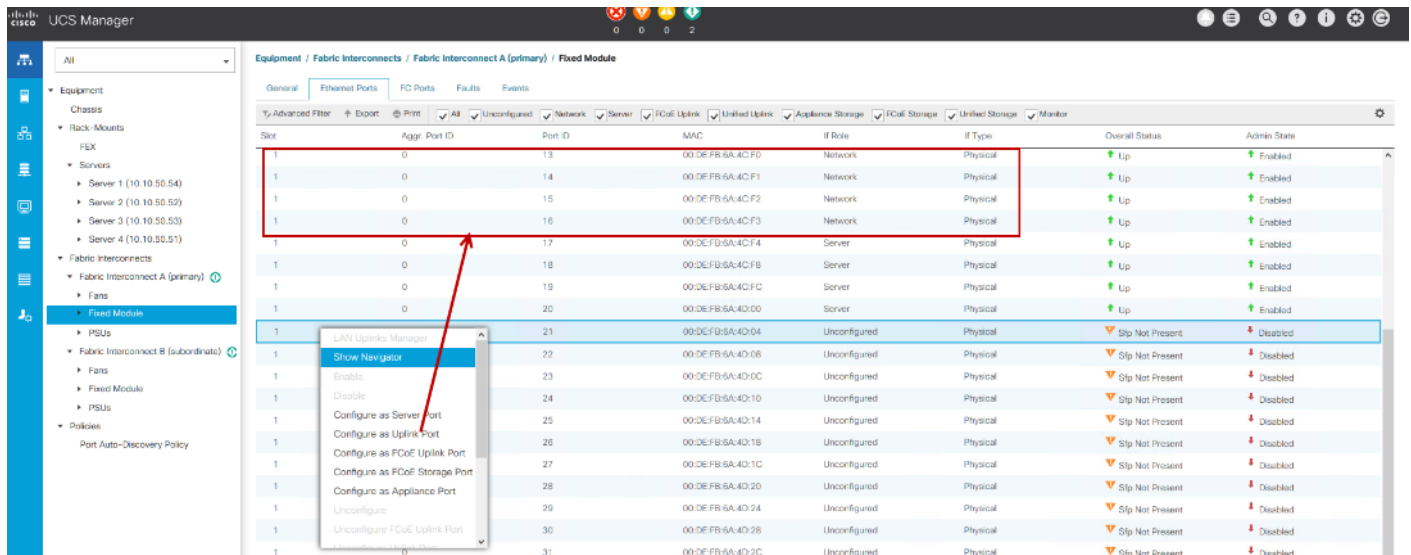 cisco UCS Manager
0 0 0 2
All
Equipment
Chassis
Rack-Mounts
FEX
Servers
Server 1 (10.10.50.54)
Server 2 (10.10.50.52)
Server 3 (10.10.50.53)
Server 4 (10.10.50.51)
Fabric Interconnects
Fabric Interconnect A (primary)
Fans
Fixed Module
PSUs
Fabric Interconnect B (subordinate)
Fans
Fixed Module
PSUs
Policies
Port Auto-Discovery Policy
Equipment / Fabric Interconnects / Fabric Interconnect A (primary) / Fixed Module
General Ethernet Ports FC Ports Faults Events
Advanced Filter Export Print All Unconfigured Network Server FCoE Uplink Unified Uplink Appliance Storage FCoE Storage Unified Storage Monitor
Slot Aggr. Port ID Port ID MAC If Role If Type Overall Status Admin State
1 0 13 00:DE:FB:6A:4C:F0 Network Physical Up Enabled
1 0 14 00:DE:FB:6A:4C:F1 Network Physical Up Enabled
1 0 15 00:DE:FB:6A:4C:F2 Network Physical Up Enabled
1 0 16 00:DE:FB:6A:4C:F3 Network Physical Up Enabled
1 0 17 00:DE:FB:6A:4C:F4 Server Physical Up Enabled
1 0 18 00:DE:FB:6A:4C:F8 Server Physical Up Enabled
1 0 19 00:DE:FB:6A:4C:FC Server Physical Up Enabled
1 0 20 00:DE:FB:6A:4D:00 Server Physical Up Enabled
1 21 00:DE:FB:6A:4D:04 Unconfigured Physical Sfp Not Present Disabled
1 22 00:DE:FB:6A:4D:08 Unconfigured Physical Sfp Not Present Disabled
1 23 00:DE:FB:6A:4D:0C Unconfigured Physical Sfp Not Present Disabled
1 24 00:DE:FB:6A:4D:10 Unconfigured Physical Sfp Not Present Disabled
1 25 00:DE:FB:6A:4D:14 Unconfigured Physical Sfp Not Present Disabled
1 26 00:DE:FB:6A:4D:18 Unconfigured Physical Sfp Not Present Disabled
1 27 00:DE:FB:6A:4D:1C Unconfigured Physical Sfp Not Present Disabled
1 28 00:DE:FB:6A:4D:20 Unconfigured Physical Sfp Not Present Disabled
1 29 00:DE:FB:6A:4D:24 Unconfigured Physical Sfp Not Present Disabled
1 30 00:DE:FB:6A:4D:28 Unconfigured Physical Sfp Not Present Disabled
1 0 31 00:DE:FB:6A:4D:2C Unconfigured Physical Sfp Not Present Disabled
LAN Uplinks Manager
Show Navigator
Enable
Disable
Configure as Server Port
Configure as Uplink Port
Configure as FCoE Uplink Port
Configure as FCoE Storage Port
Configure as Appliance Port
Unconfigure
Unconfigure FCoE Uplink Port